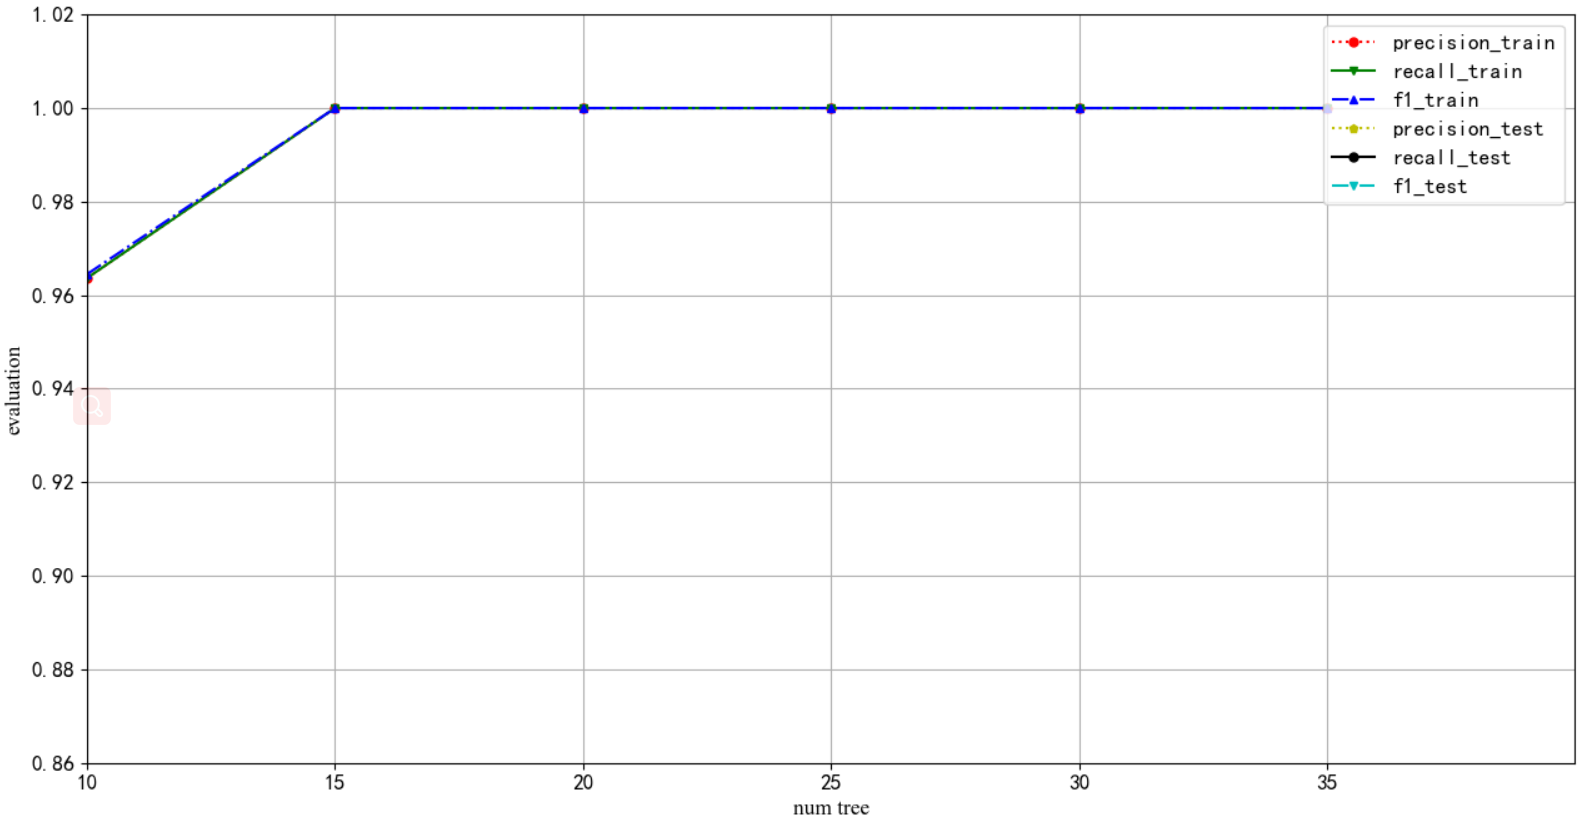 1.02
1.00
0.98
0.96
0.94
0.92
0.90
0.88
0.86
evaluation
10
15
20
25
30
35
num tree
precision_train
recall_train
f1_train
precision_test
recall_test
f1_test